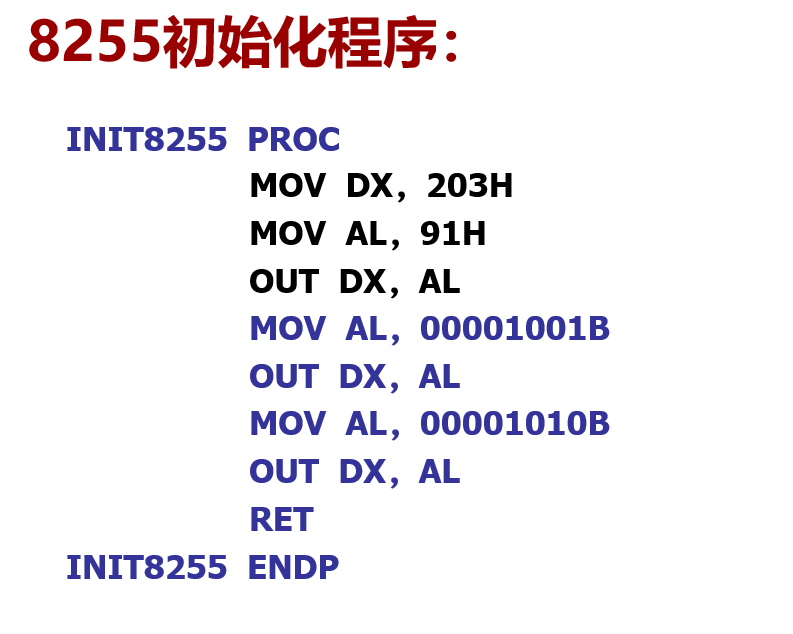 8255初始化程序：
INIT8255 PROC
MOV DX，203H
MOV AL，91H
OUT DX，AL
MOV AL，00001001B
OUT DX，AL
MOV AL，00001010B
OUT DX，AL
RET
INIT8255 ENDP